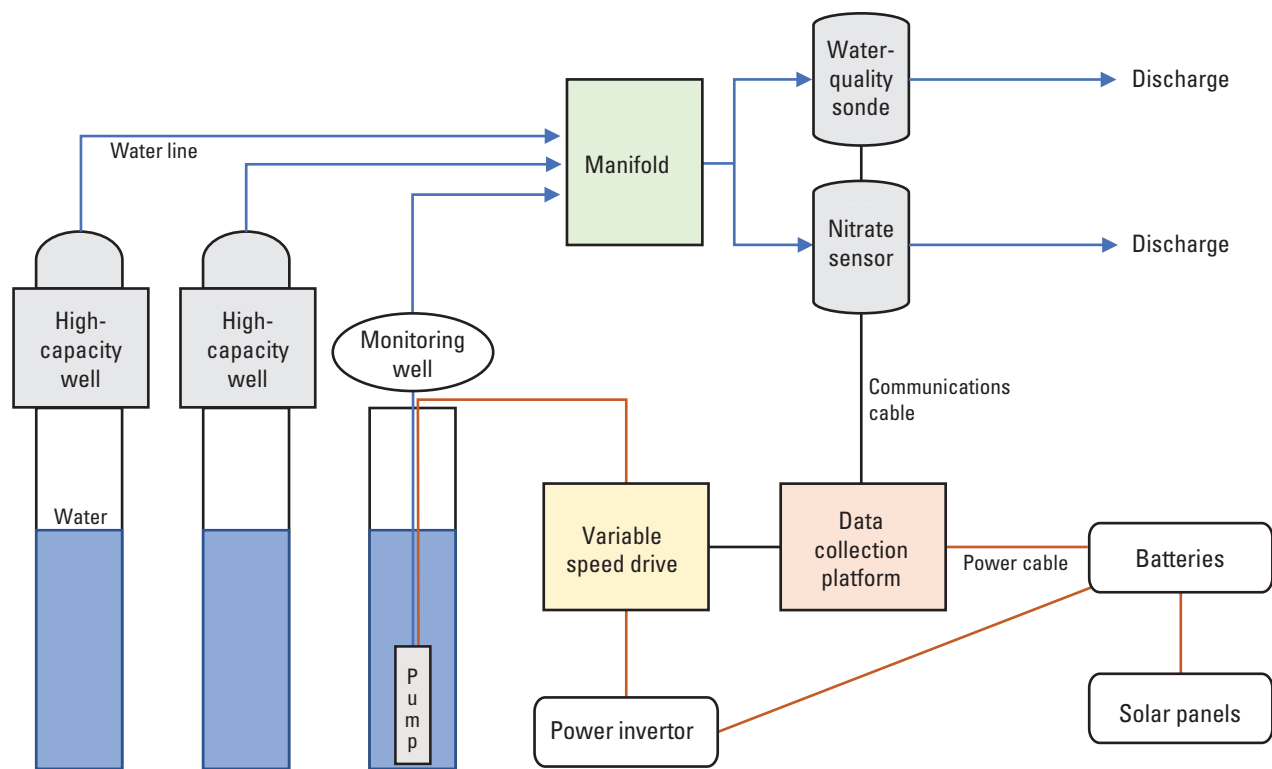 Water-
quality
sonde
Discharge
Water line
Manifold
Nitrate
sensor
Discharge
High-
capacity
well
High-
capacity
well
Monitoring
well
Communications
cable
Water
Variable
speed drive
Data
collection
platform
Power cable
Batteries
Pump
Power invertor
Solar panels